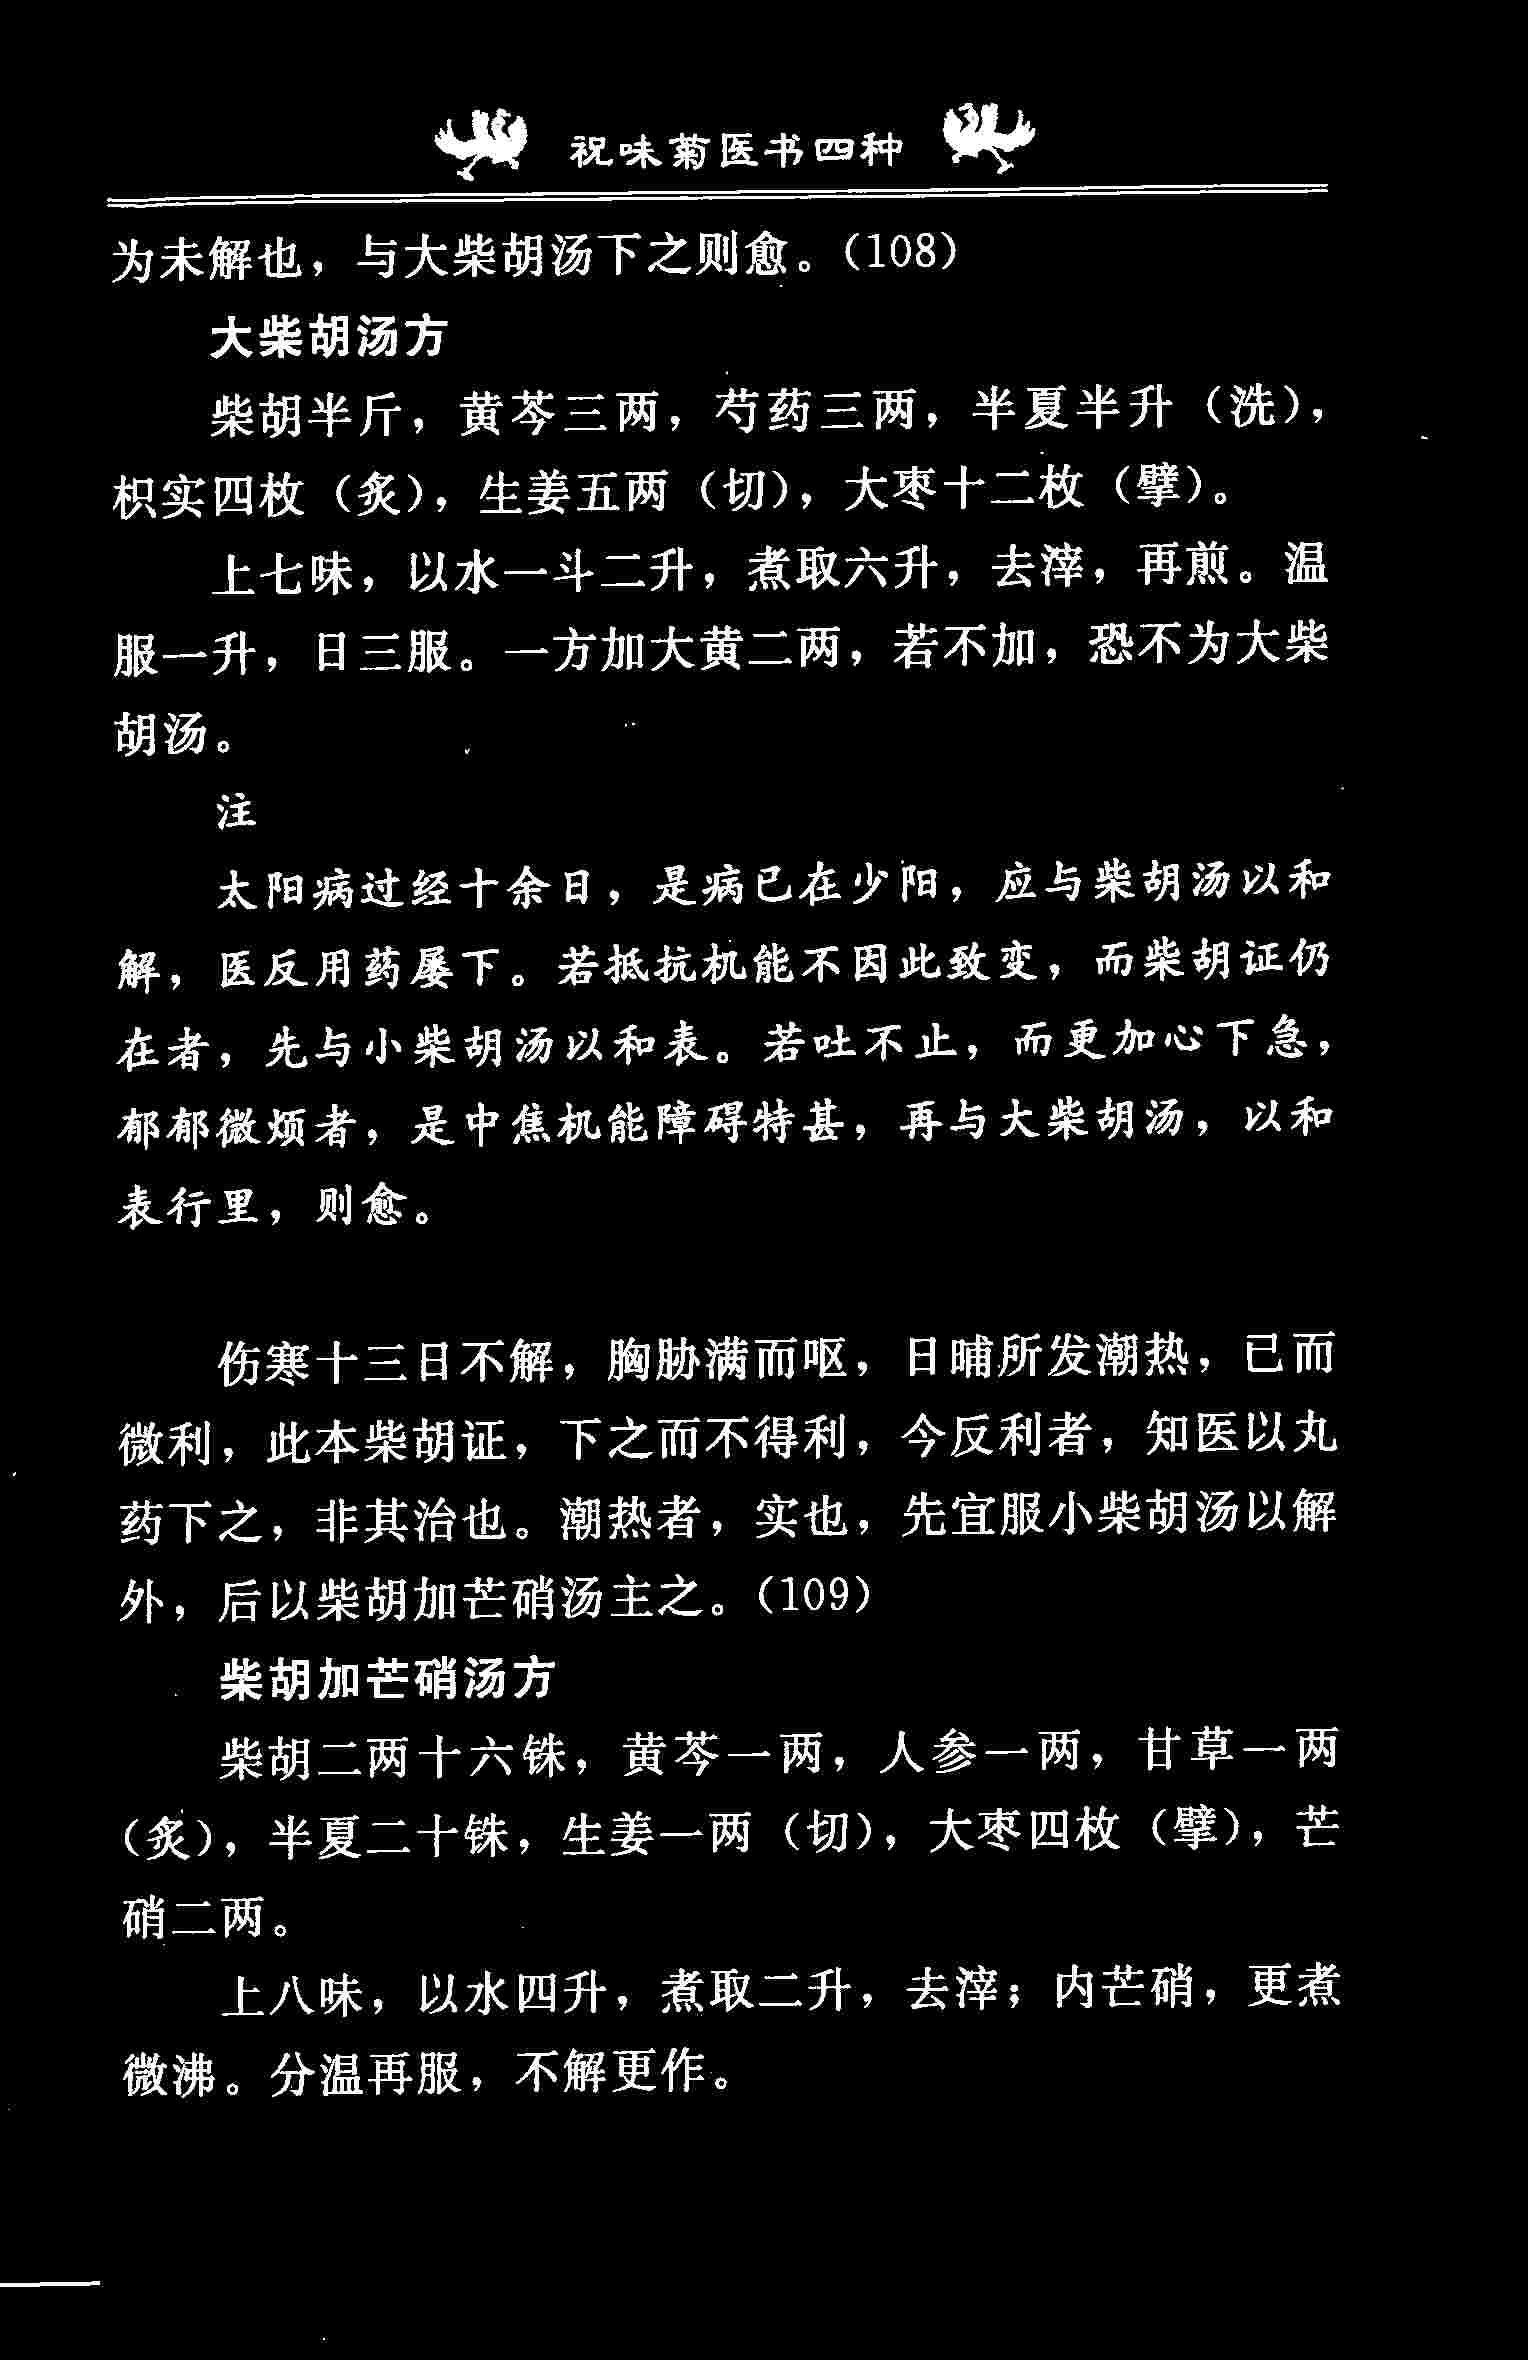 祝味菊医书四种
为未解也，与大柴胡汤下之则愈。（108）
大柴胡汤方
柴胡半斤，黄芩三两，芍药三两，半夏半升（洗），
枳实四枚（炙），生姜五两（切），大枣十二枚（擘）。
上七味，以水一斗二升，煮取六升，去滓，再煎。温
服一升，日三服。一方加大黄二两，若不加，恐不为大柴
胡汤。
注
太阳病过经十余日，是病已在少阳，应与柴胡汤以和
解，医反用药屡下。若抵抗机能不因此致变，而柴胡证仍
在者，先与小柴胡汤以和表。若吐不止，而更加心下急，
郁郁微烦者，是中焦机能障碍特甚，再与大柴胡汤，以和
表行里，则愈。
伤寒十三日不解，胸胁满而呕，日晡所发潮热，已而
微利，此本柴胡证，下之而不得利，今反利者，知医以丸
药下之，非其治也。潮热者，实也，先宜服小柴胡汤以解
外，后以柴胡加芒硝汤主之。（109）
柴胡加芒硝汤方
柴胡二两十六铢，黄芩一两，人参一两，甘草一两
（炙），半夏二十铢，生姜一两（切），大枣四枚（擘），芒
硝二两。
上八味，以水四升，煮取二升，去滓；内芒硝，更煮
微沸。分温再服，不解更作。